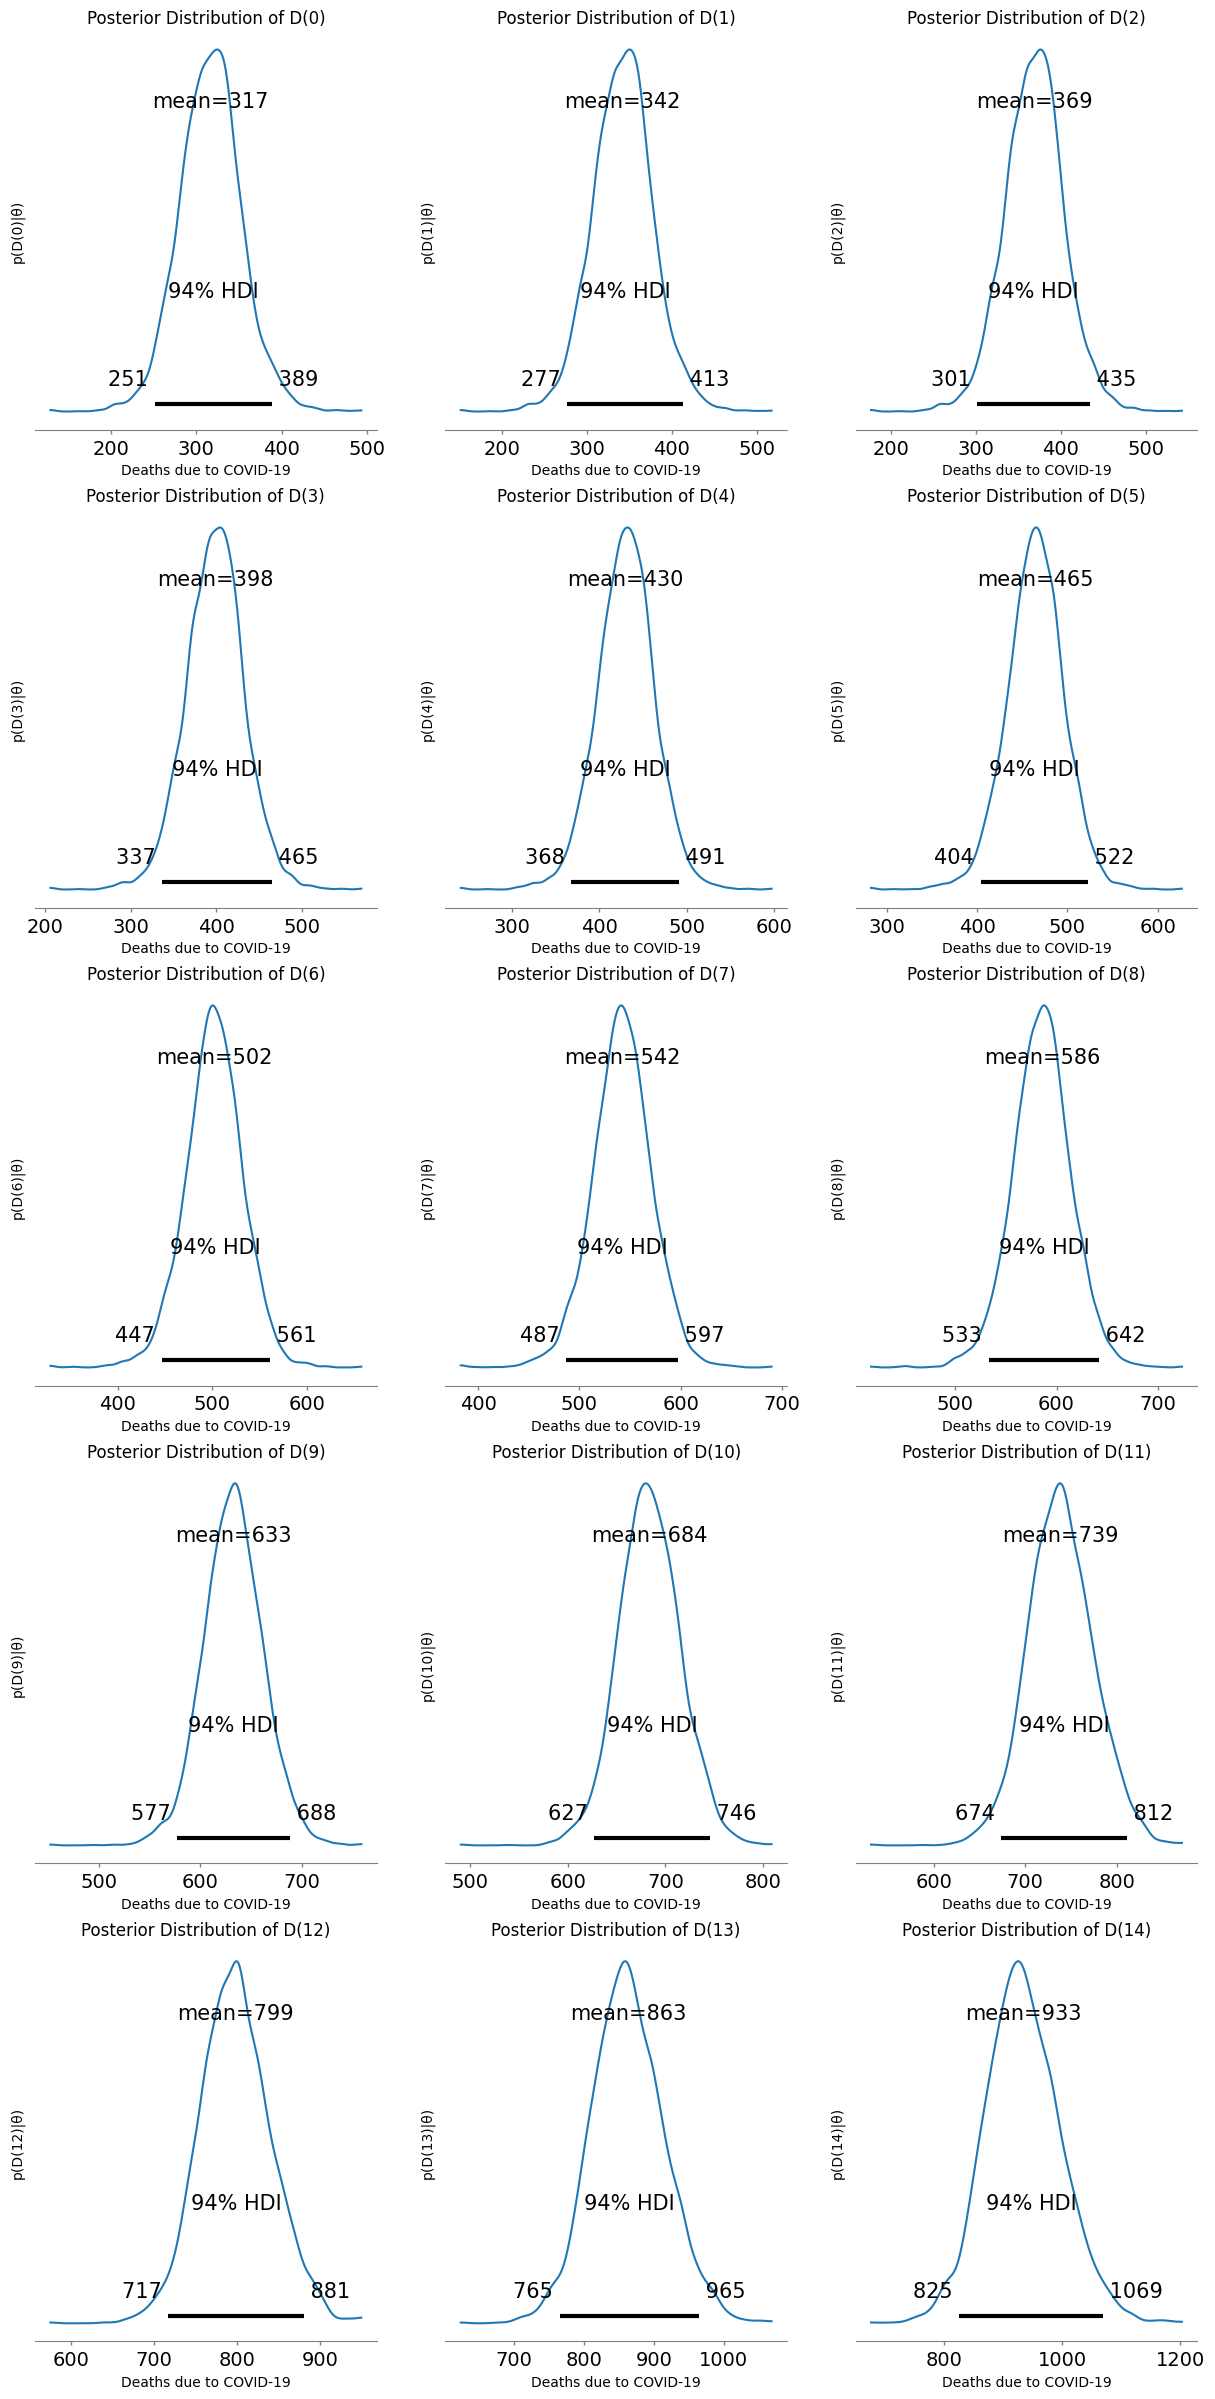 Posterior Distribution of D(0)
mean=317
94% HDI
251 389
p(D(0)|θ)
200 300 400 500
Deaths due to COVID-19
Posterior Distribution of D(1)
mean=342
94% HDI
277 413
p(D(1)|θ)
200 300 400 500
Deaths due to COVID-19
Posterior Distribution of D(2)
mean=369
94% HDI
301 435
p(D(2)|θ)
200 300 400 500
Deaths due to COVID-19
Posterior Distribution of D(3)
mean=398
94% HDI
337 465
p(D(3)|θ)
200 300 400 500
Deaths due to COVID-19
Posterior Distribution of D(4)
mean=430
94% HDI
368 491
p(D(4)|θ)
300 400 500 600
Deaths due to COVID-19
Posterior Distribution of D(5)
mean=465
94% HDI
404 522
p(D(5)|θ)
300 400 500 600
Deaths due to COVID-19
Posterior Distribution of D(6)
mean=502
94% HDI
447 561
p(D(6)|θ)
400 500 600
Deaths due to COVID-19
Posterior Distribution of D(7)
mean=542
94% HDI
487 597
p(D(7)|θ)
400 500 600 700
Deaths due to COVID-19
Posterior Distribution of D(8)
mean=586
94% HDI
533 642
p(D(8)|θ)
500 600 700
Deaths due to COVID-19
Posterior Distribution of D(9)
mean=633
94% HDI
577 688
p(D(9)|θ)
500 600 700
Deaths due to COVID-19
Posterior Distribution of D(10)
mean=684
94% HDI
627 746
p(D(10)|θ)
500 600 700 800
Deaths due to COVID-19
Posterior Distribution of D(11)
mean=739
94% HDI
674 812
p(D(11)|θ)
600 700 800
Deaths due to COVID-19
Posterior Distribution of D(12)
mean=799
94% HDI
717 881
p(D(12)|θ)
600 700 800 900
Deaths due to COVID-19
Posterior Distribution of D(13)
mean=863
94% HDI
765 965
p(D(13)|θ)
700 800 900 1000
Deaths due to COVID-19
Posterior Distribution of D(14)
mean=933
94% HDI
825 1069
p(D(14)|θ)
800 1000 1200
Deaths due to COVID-19